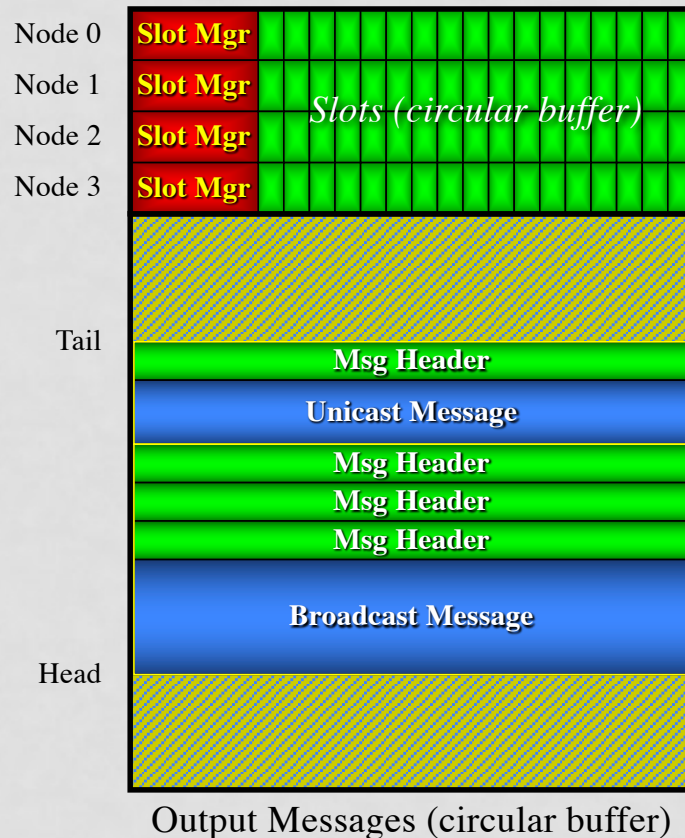 Node 0 Slot Mgr
Node 1 Slot Mgr
Slots (circular buffer)
Node 2 Slot Mgr
Node 3 Slot Mgr
Tail
Msg Header
Unicast Message
Msg Header
Msg Header
Msg Header
Broadcast Message
Head
Output Messages (circular buffer)